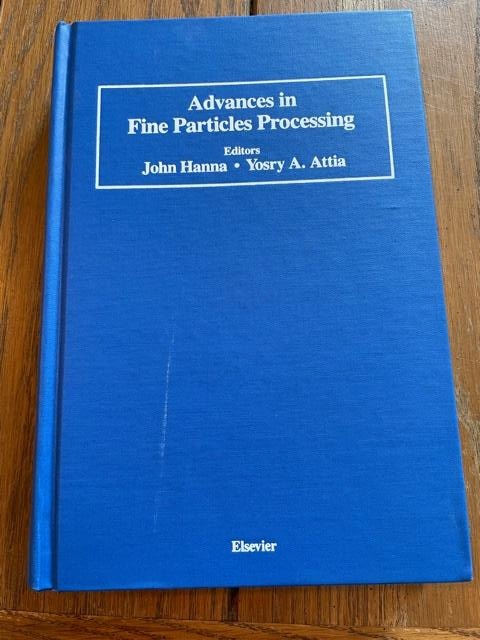 Advances in
Fine Particles Processing
Editors
John Hanna • Yosry A. Attia
Elsevier